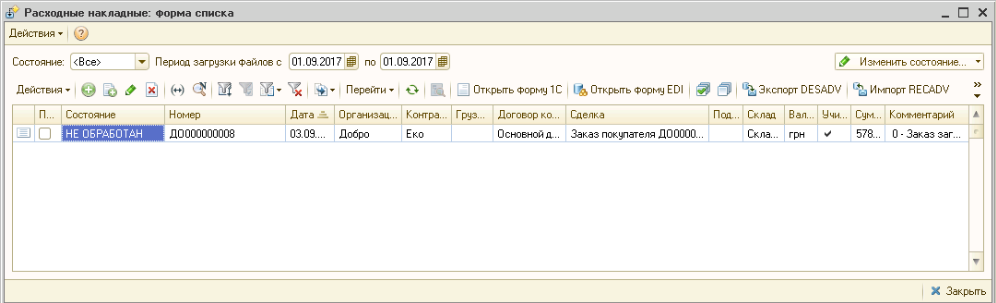 Расходные накладные: форма списка
Действия
Состояние: <Все> Период загрузки файлов с 01.09.2017 по 01.09.2017 Изменить состояние...
Действия Перейти Открыть форму 1С Открыть форму EDI Экспорт DESADV Импорт RECADV
П... Состояние Номер Дата Организац... Контра... Груз... Договор ко... Сделка Под... Склад Вал... Учи... Сум... Комментарий
НЕ ОБРАБОТАН ДО000000008 03.09.... Добро Еко Основной д... Заказ покупателя ДО0000... Скла... грн 578... 0 - Заказ заг...
Закрыть